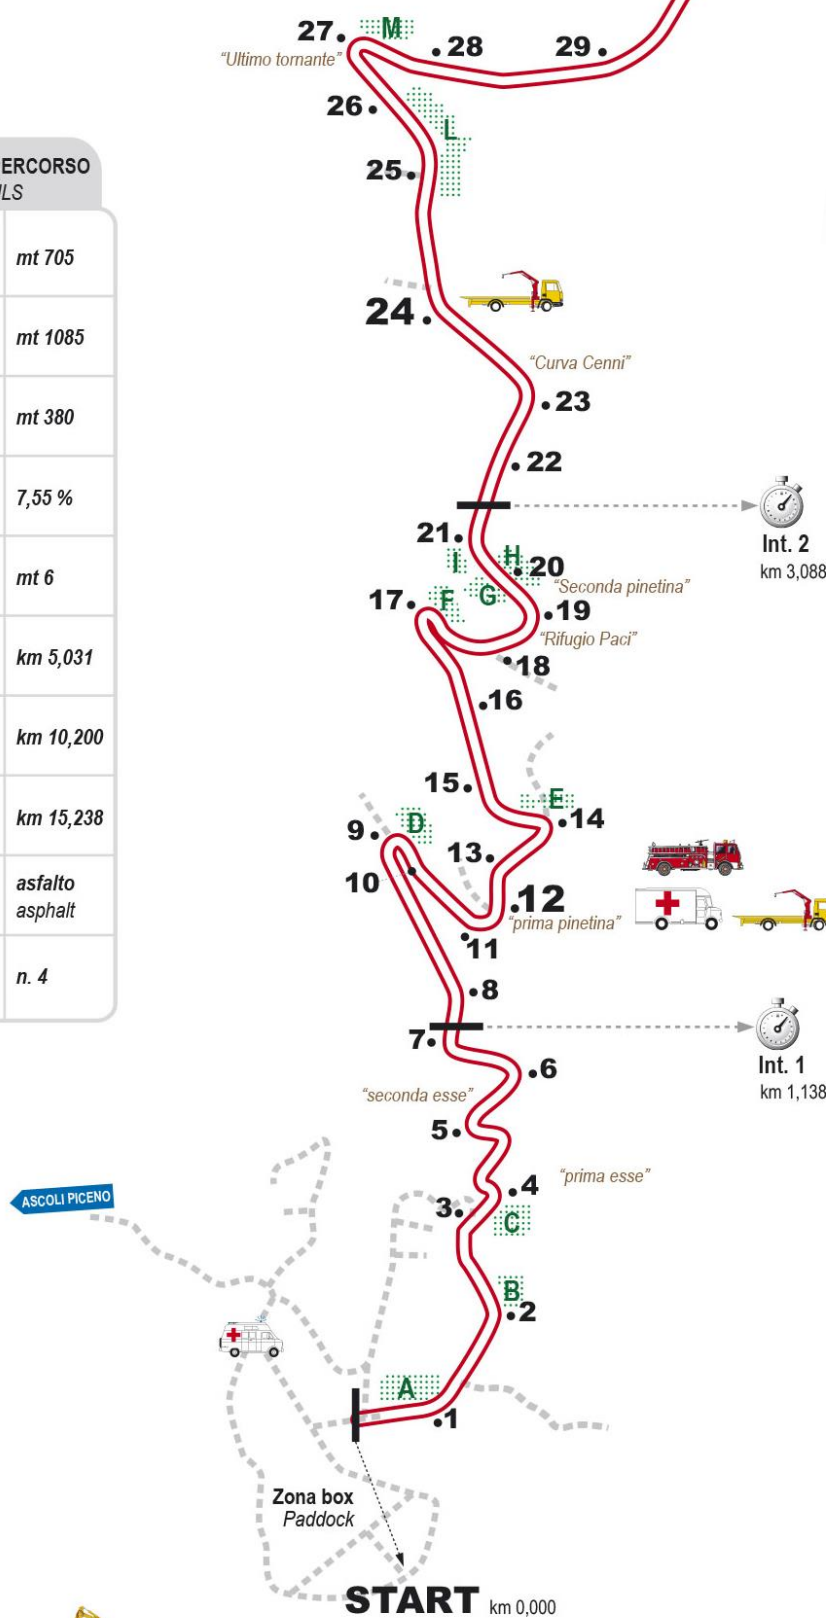 M
27.
.28
29.
"Ultimo tornante"
26.
L
25.
ERCORSO
mt 705
24.
mt 1085
"Curva Cenni"
.23
mt 380
.22
7,55 %
21.
Int. 2
km 3,088
I
H
.20
mt 6
"Seconda pinetina"
17.
F
G
.19
"Rifugio Paci"
km 5,031
.18
.16
km 10,200
15.
E
.14
km 15,238
9.
D
13.
10
asfalto
asphalt
.12
"prima pinetina"
11
n. 4
.8
7.
Int. 1
km 1,138
.6
"seconda esse"
5.
"prima esse"
.4
ASCOLI PICENO
3.
C
B
.2
A
.1
Zona box
Paddock
START km 0,000